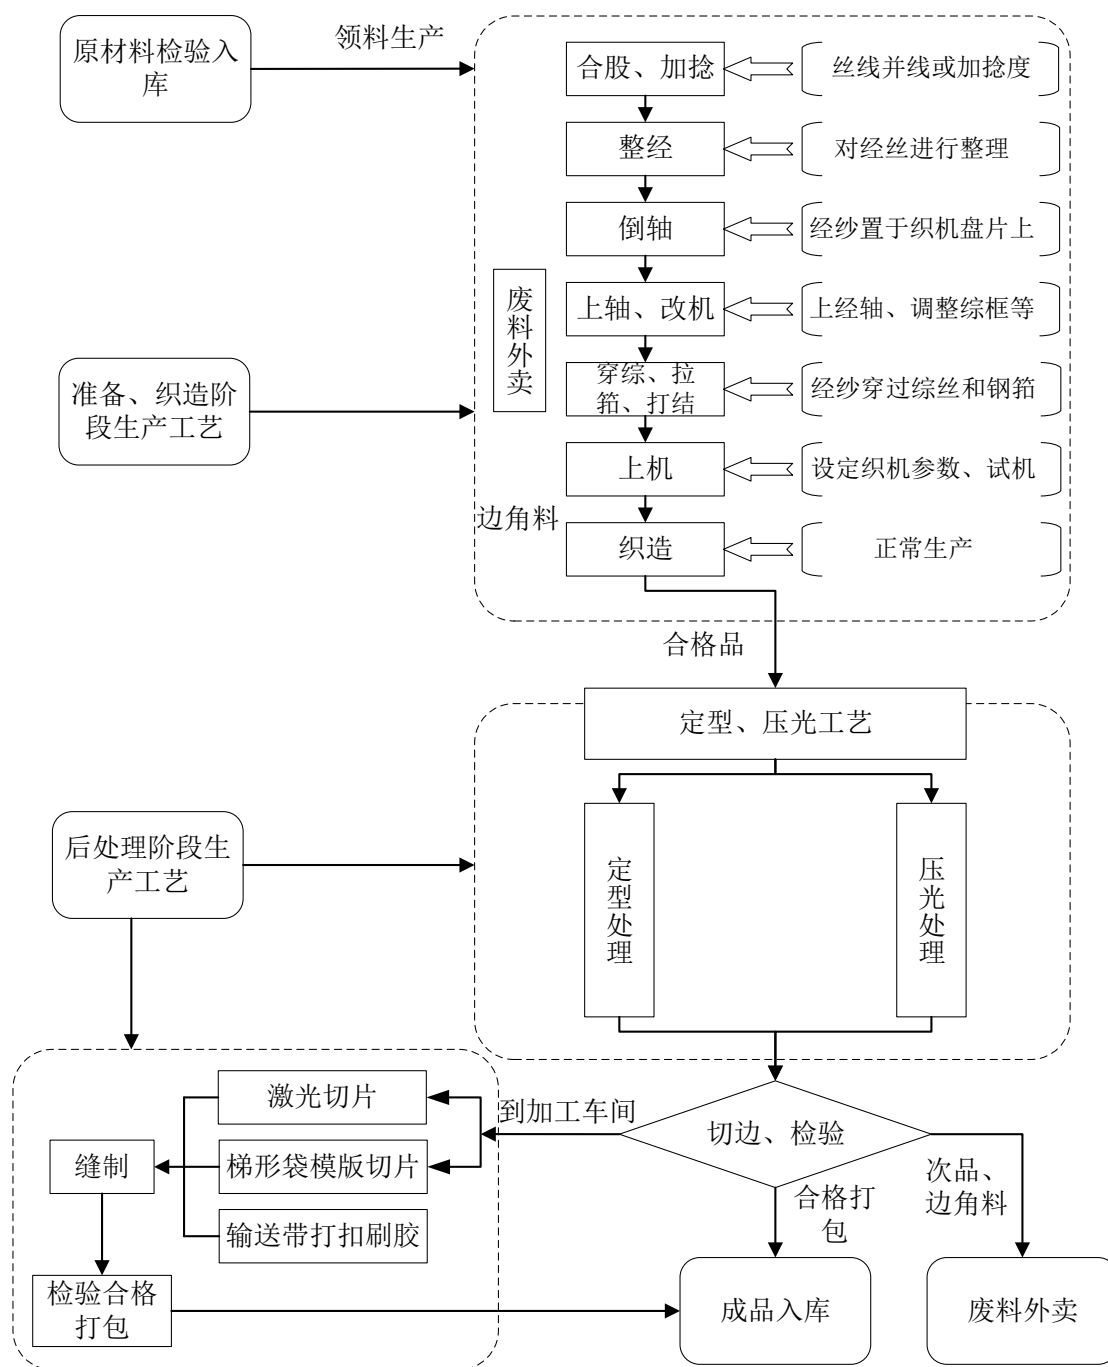 原材料检验入
库
领料生产
合股、加捻
丝线并线或加捻度
整经
对经丝进行整理
倒轴
经纱置于织机盘片上
废
料
外
卖
上轴、改机
上经轴、调整综框等
准备、织造阶
段生产工艺
穿综、拉
筘、打结
经纱穿过综丝和钢筘
上机
设定织机参数、试机
边角料
织造
正常生产
合格品
定型、压光工艺
后处理阶段生
产工艺
定
型
处
理
压
光
处
理
激光切片
到加工车间
切边、检验
缝制
梯形袋模版切片
输送带打扣刷胶
合格打
包
次品、
边角料
检验合格
打包
成品入库
废料外卖